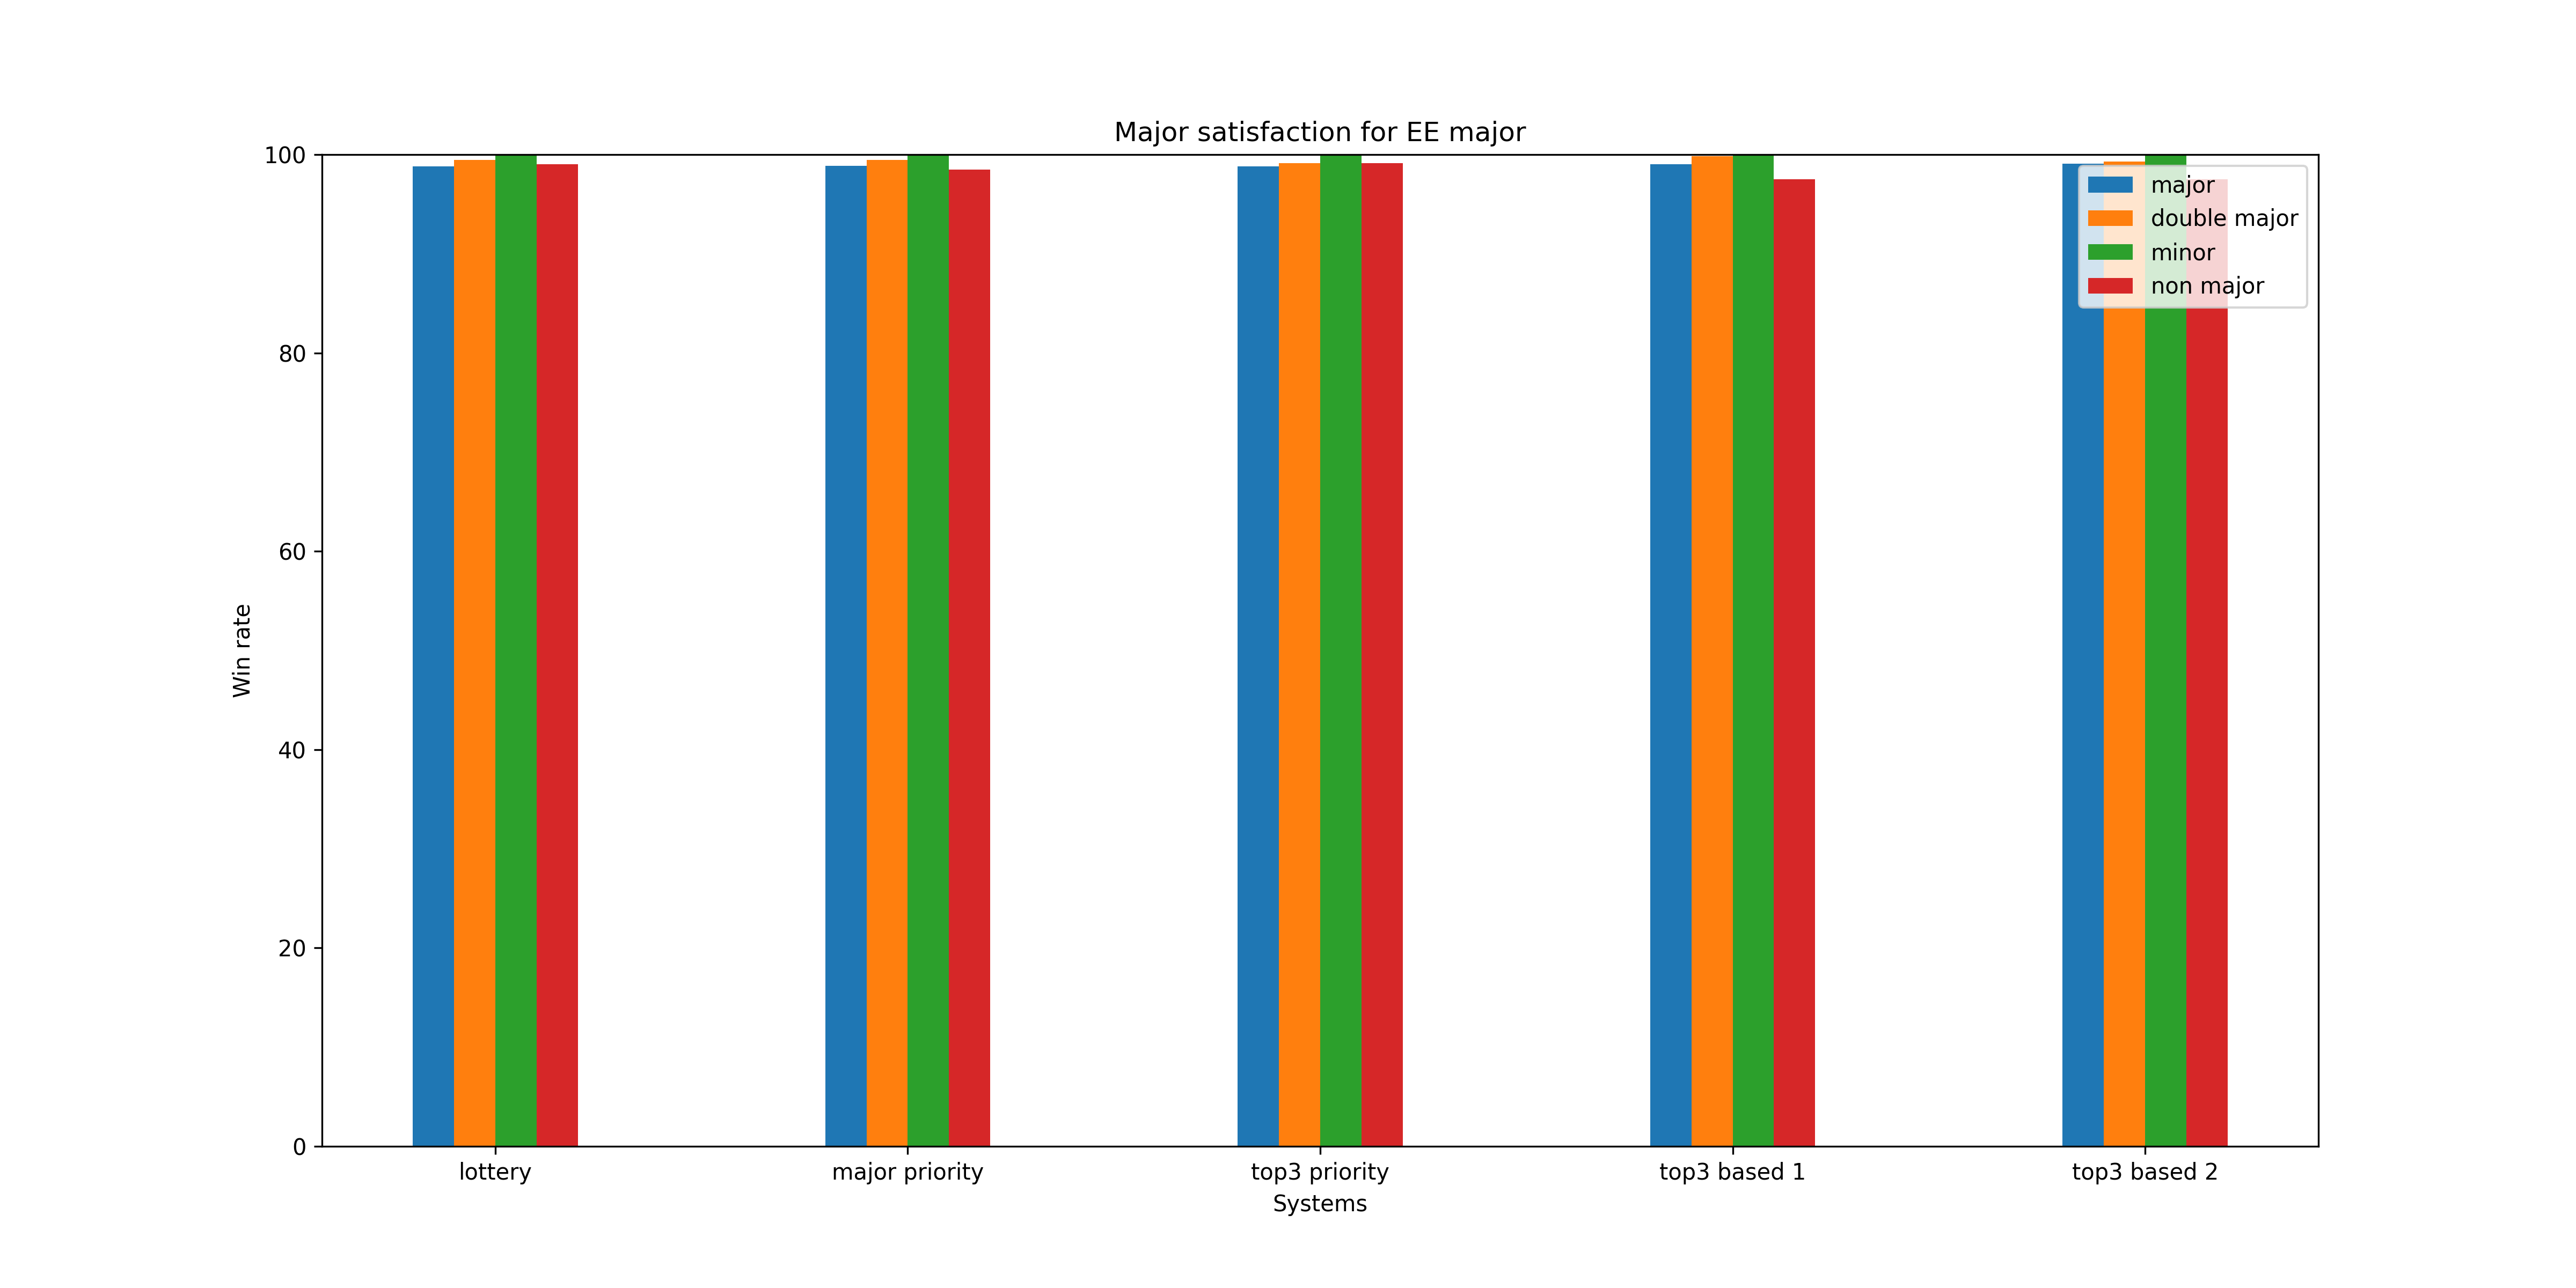 Major satisfaction for EE major
100
80
60
40
20
0
Win rate
major
double major
minor
non major
lottery
major priority
top3 priority
top3 based 1
top3 based 2
Systems